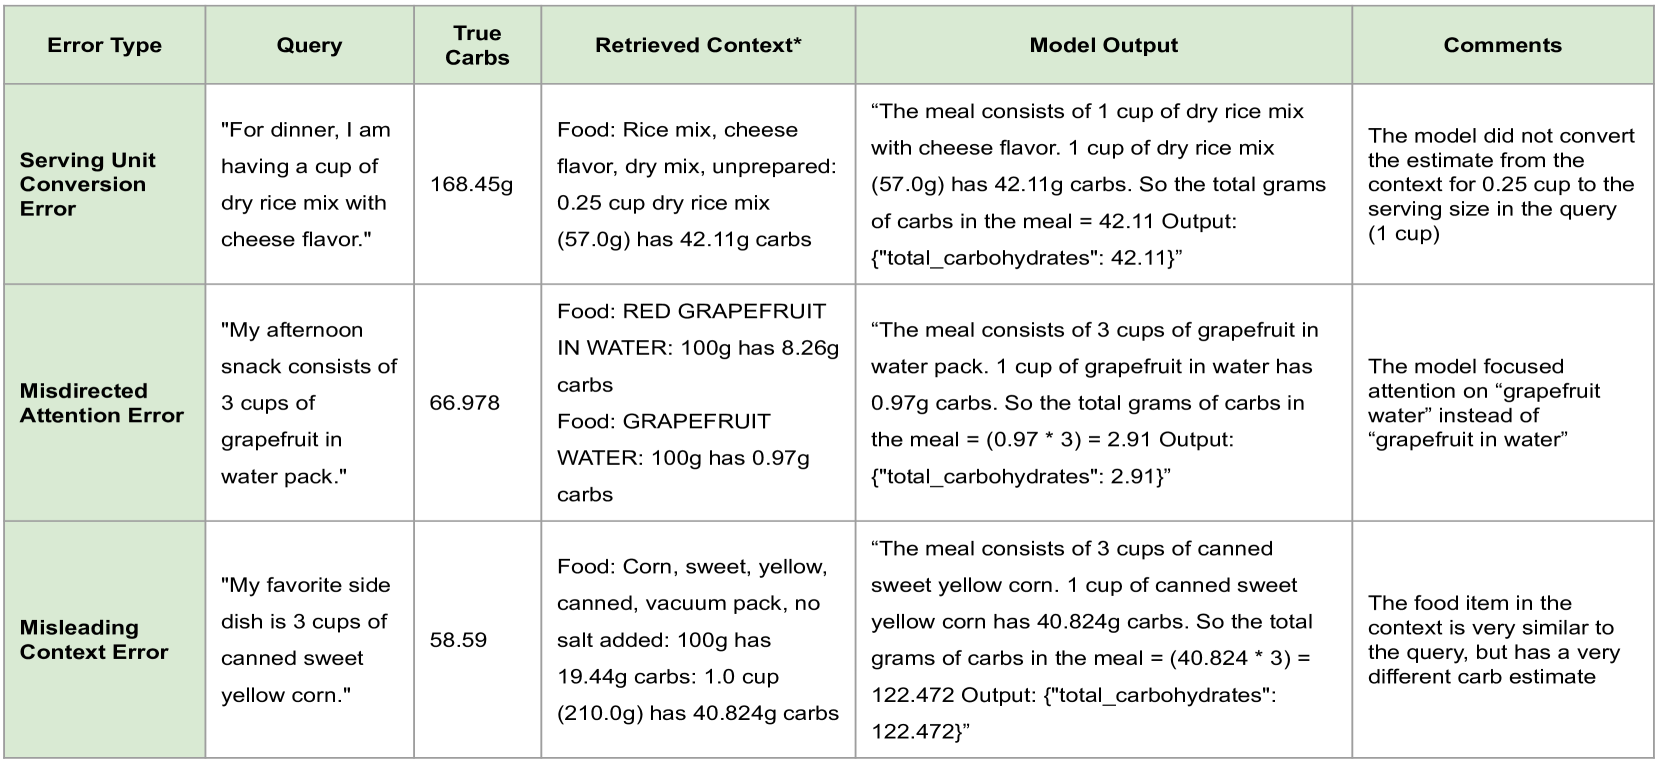 Error Type
Query
True
Carbs
Retrieved Context*
Model Output
Comments
Serving Unit
Conversion
Error
"For dinner, I am
having a cup of
dry rice mix with
cheese flavor."
168.45g
Food: Rice mix, cheese
flavor, dry mix, unprepared:
0.25 cup dry rice mix
(57.0g) has 42.11g carbs
“The meal consists of 1 cup of dry rice mix
with cheese flavor. 1 cup of dry rice mix
(57.0g) has 42.11g carbs. So the total grams
of carbs in the meal = 42.11 Output:
{"total_carbohydrates": 42.11}”
The model did not convert
the estimate from the
context for 0.25 cup to the
serving size in the query
(1 cup)
Misdirected
Attention Error
"My afternoon
snack consists of
3 cups of
grapefruit in
water pack."
66.978
Food: RED GRAPEFRUIT
IN WATER: 100g has 8.26g
carbs
Food: GRAPEFRUIT
WATER: 100g has 0.97g
carbs
“The meal consists of 3 cups of grapefruit in
water pack. 1 cup of grapefruit in water has
0.97g carbs. So the total grams of carbs in
the meal = (0.97 * 3) = 2.91 Output:
{"total_carbohydrates": 2.91}”
The model focused
attention on “grapefruit
water” instead of
“grapefruit in water”
Misleading
Context Error
"My favorite side
dish is 3 cups of
canned sweet
yellow corn."
58.59
Food: Corn, sweet, yellow,
canned, vacuum pack, no
salt added: 100g has
19.44g carbs: 1.0 cup
(210.0g) has 40.824g carbs
“The meal consists of 3 cups of canned
sweet yellow corn. 1 cup of canned sweet
yellow corn has 40.824g carbs. So the total
grams of carbs in the meal = (40.824 * 3) =
122.472 Output: {"total_carbohydrates":
122.472}”
The food item in the
context is very similar to
the query, but has a very
different carb estimate